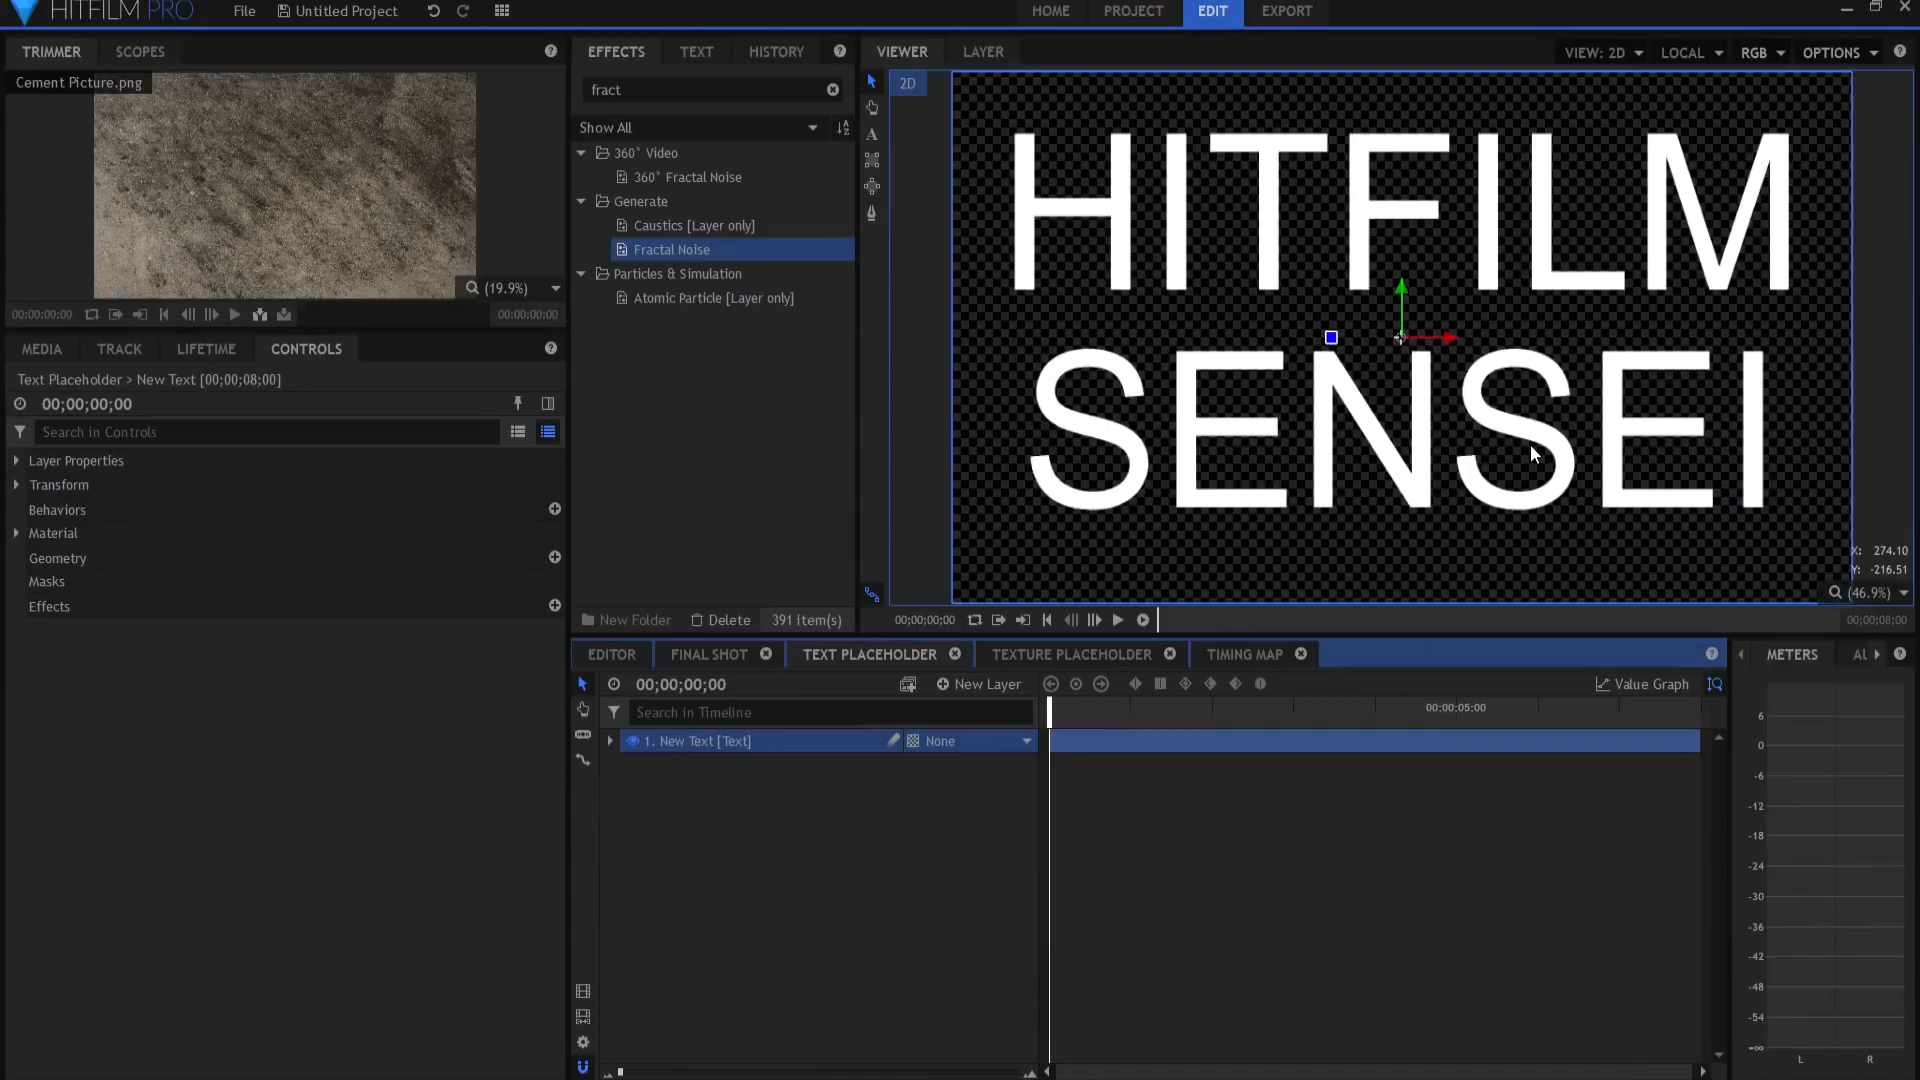 HITFILM PRO
File
Untitled Project
HOME
PROJECT
EDIT
EXPORT
TRIMMER
SCOPES
Cement Picture.png
(19.9%)
00:00:00:00
00:00:00:00
EFFECTS
TEXT
HISTORY
fract
Show All
360° Video
360° Fractal Noise
Generate
Caustics [Layer only]
Fractal Noise
Particles & Simulation
Atomic Particle [Layer only]
New Folder
Delete
391 item(s)
VIEWER
LAYER
VIEW: 2D
LOCAL
RGB
OPTIONS
2D
HITFILM
SENSEI
X: 274.10
Y: -216.51
(46.9%)
00;00;00;00
00;00;08;00
MEDIA
TRACK
LIFETIME
CONTROLS
Text Placeholder > New Text [00;00;08;00]
00;00;00;00
Search in Controls
Layer Properties
Transform
Behaviors
Material
Geometry
Masks
Effects
EDITOR
FINAL SHOT
TEXT PLACEHOLDER
TEXTURE PLACEHOLDER
TIMING MAP
00;00;00;00
New Layer
Value Graph
Search in Timeline
00:00:05:00
1. New Text [Text]
None
METERS
AU
6
0
-6
-12
-18
-24
-30
-36
-42
-48
-54
-∞
L
R